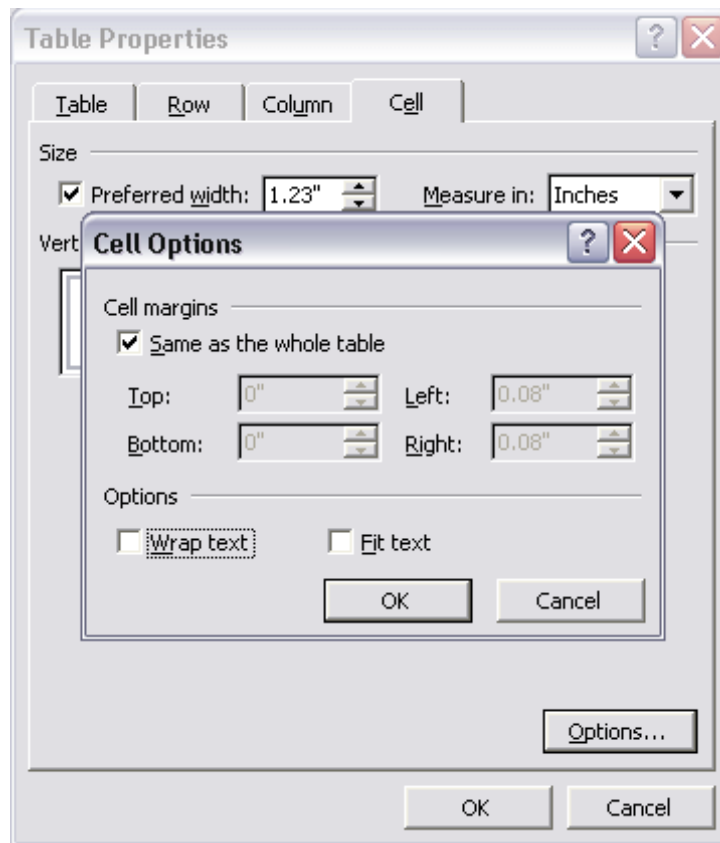 Table Properties
Table Row Column Cell
Size
Preferred width: 1.23" Measure in: Inches
Vert
Cell Options
Cell margins
Same as the whole table
Top: 0" Left: 0.08"
Bottom: 0" Right: 0.08"
Options
Wrap text Fit text
OK Cancel
Options...
OK Cancel